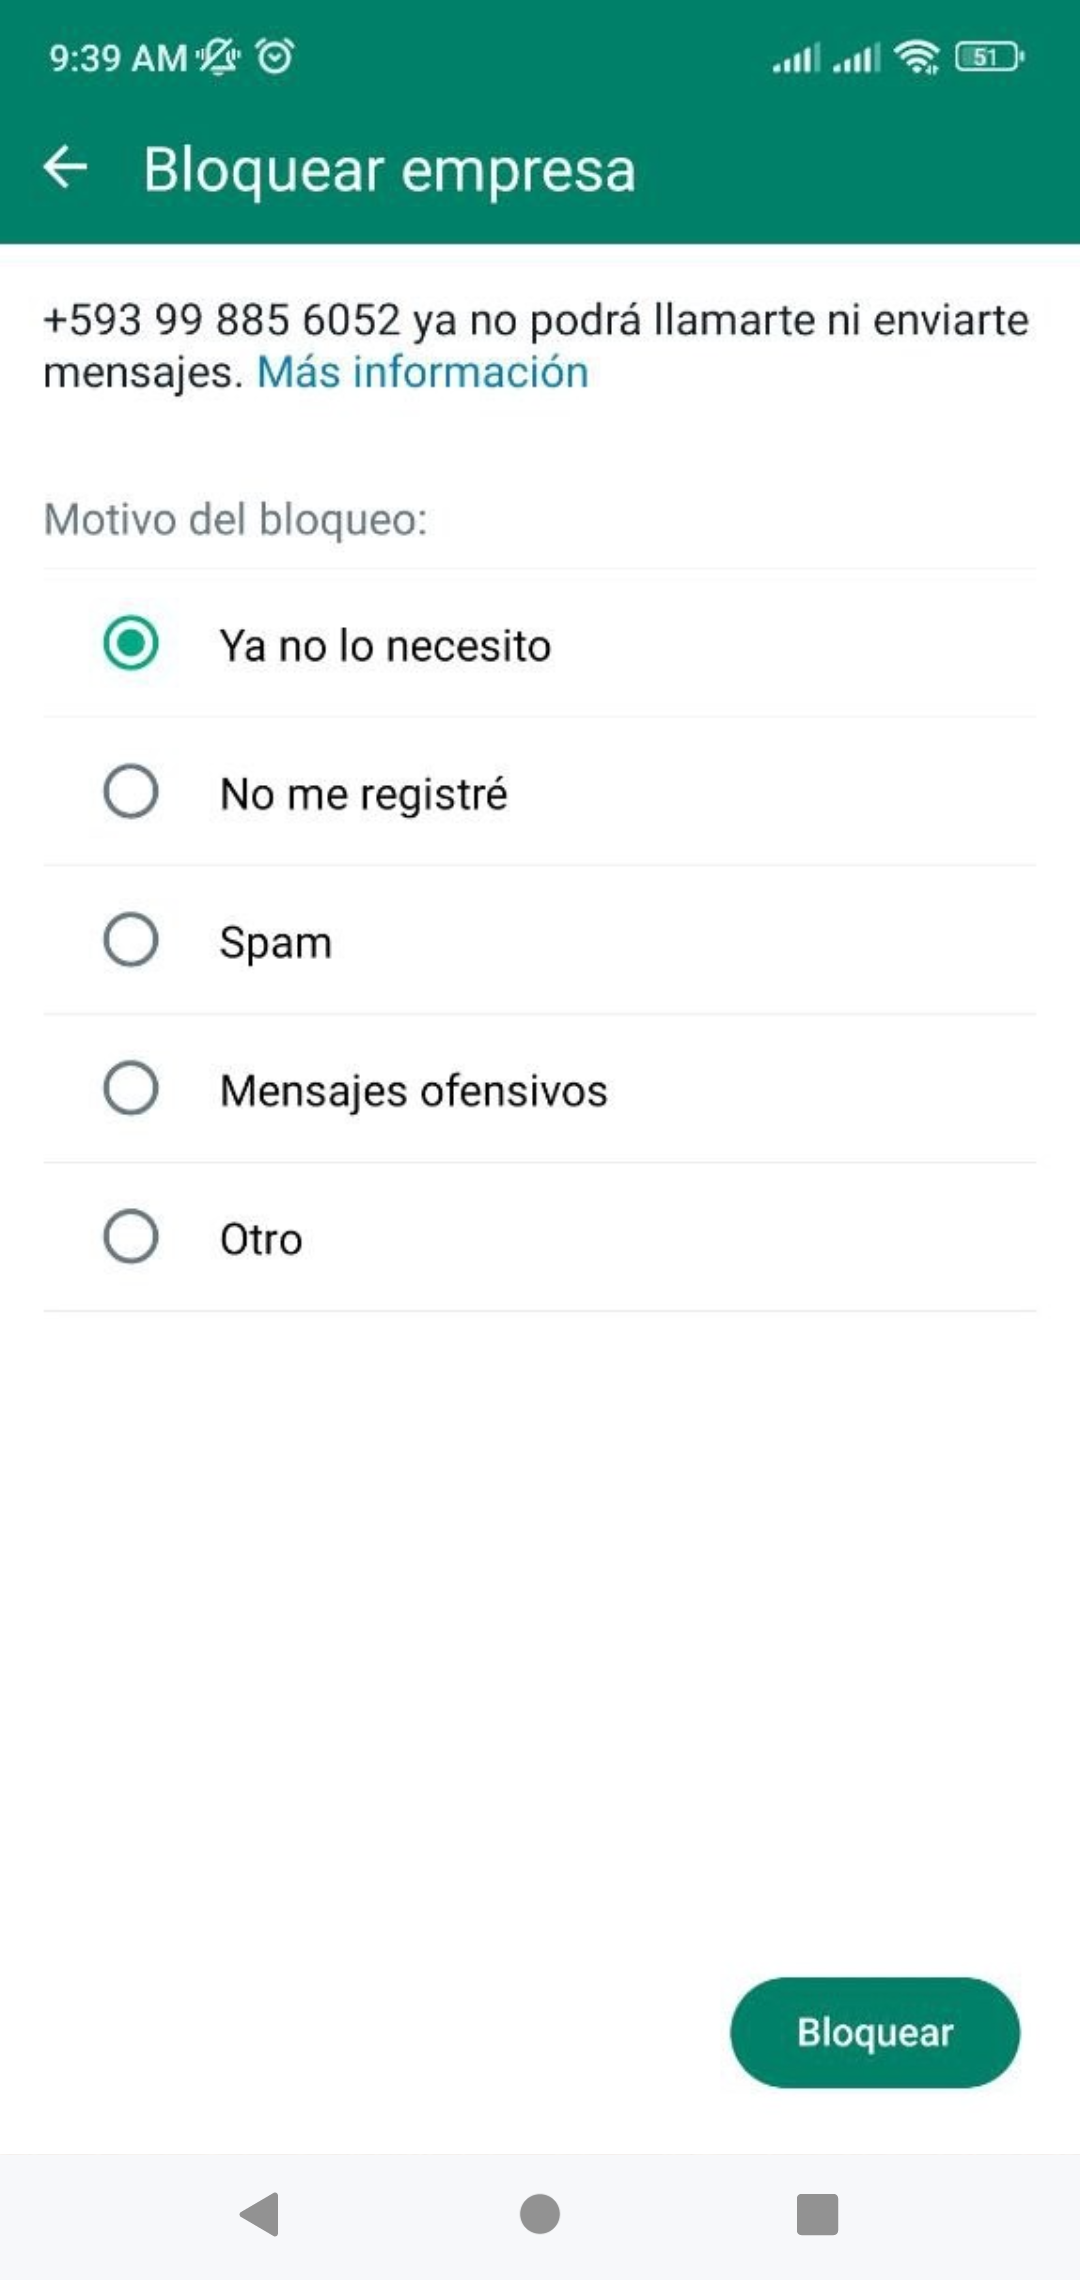 9:39 AM
51
Bloquear empresa
+593 99 885 6052 ya no podrá llamarte ni enviarte
mensajes. Más información
Motivo del bloqueo:
Ya no lo necesito
No me registré
Spam
Mensajes ofensivos
Otro
Bloquear